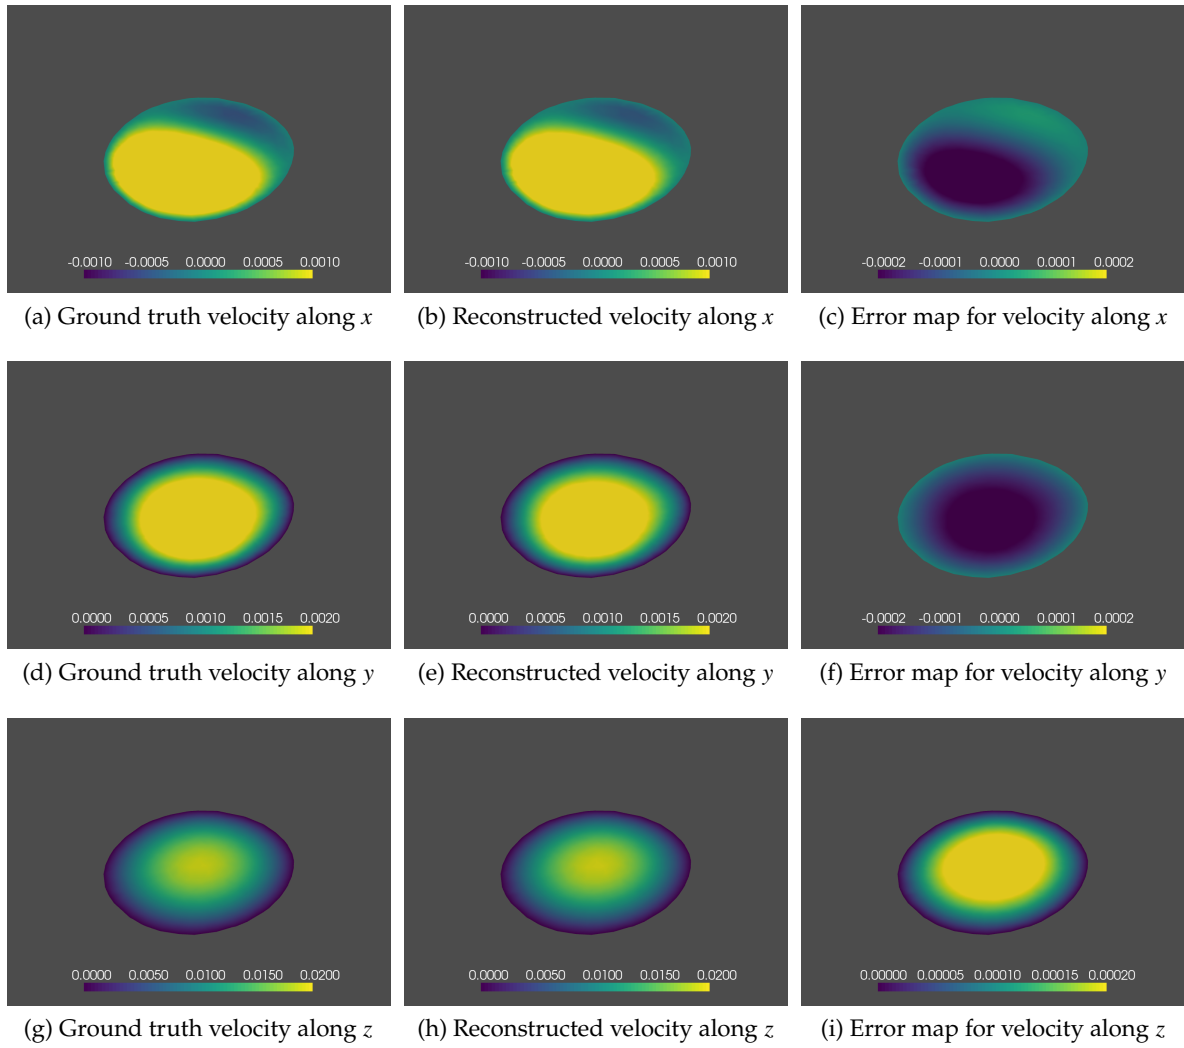 -0.0010 -0.0005 0.0000 0.0005 0.0010
-0.0010 -0.0005 0.0000 0.0005 0.0010
-0.0002 -0.0001 0.0000 0.0001 0.0002
(a) Ground truth velocity along x
(b) Reconstructed velocity along x
(c) Error map for velocity along x
0.0000 0.0005 0.0010 0.0015 0.0020
0.0000 0.0005 0.0010 0.0015 0.0020
-0.0002 -0.0001 0.0000 0.0001 0.0002
(d) Ground truth velocity along y
(e) Reconstructed velocity along y
(f) Error map for velocity along y
0.0000 0.0050 0.0100 0.0150 0.0200
0.0000 0.0050 0.0100 0.0150 0.0200
0.00000 0.00005 0.00010 0.00015 0.00020
(g) Ground truth velocity along z
(h) Reconstructed velocity along z
(i) Error map for velocity along z